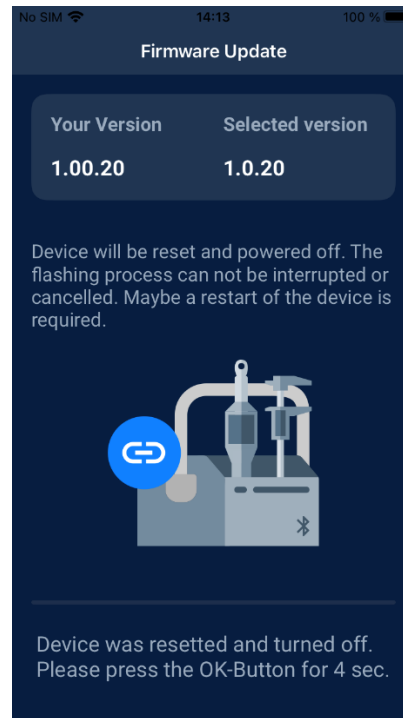 No SIM 14:13 100 %
Firmware Update
Your Version Selected version
1.00.20 1.0.20
Device will be reset and powered off. The
flashing process can not be interrupted or
cancelled. Maybe a restart of the device is
required.
Device was resetted and turned off.
Please press the OK-Button for 4 sec.